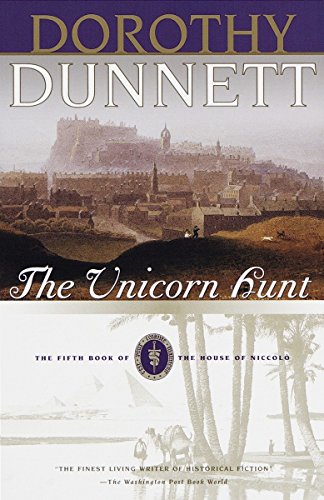 DOROTHY
DUNNETT
The Unicorn Hunt
THE FIFTH BOOK OF THE HOUSE OF NICCOLÒ
"THE FINEST LIVING WRITER OF HISTORICAL FICTION"
—The Washington Post Book World